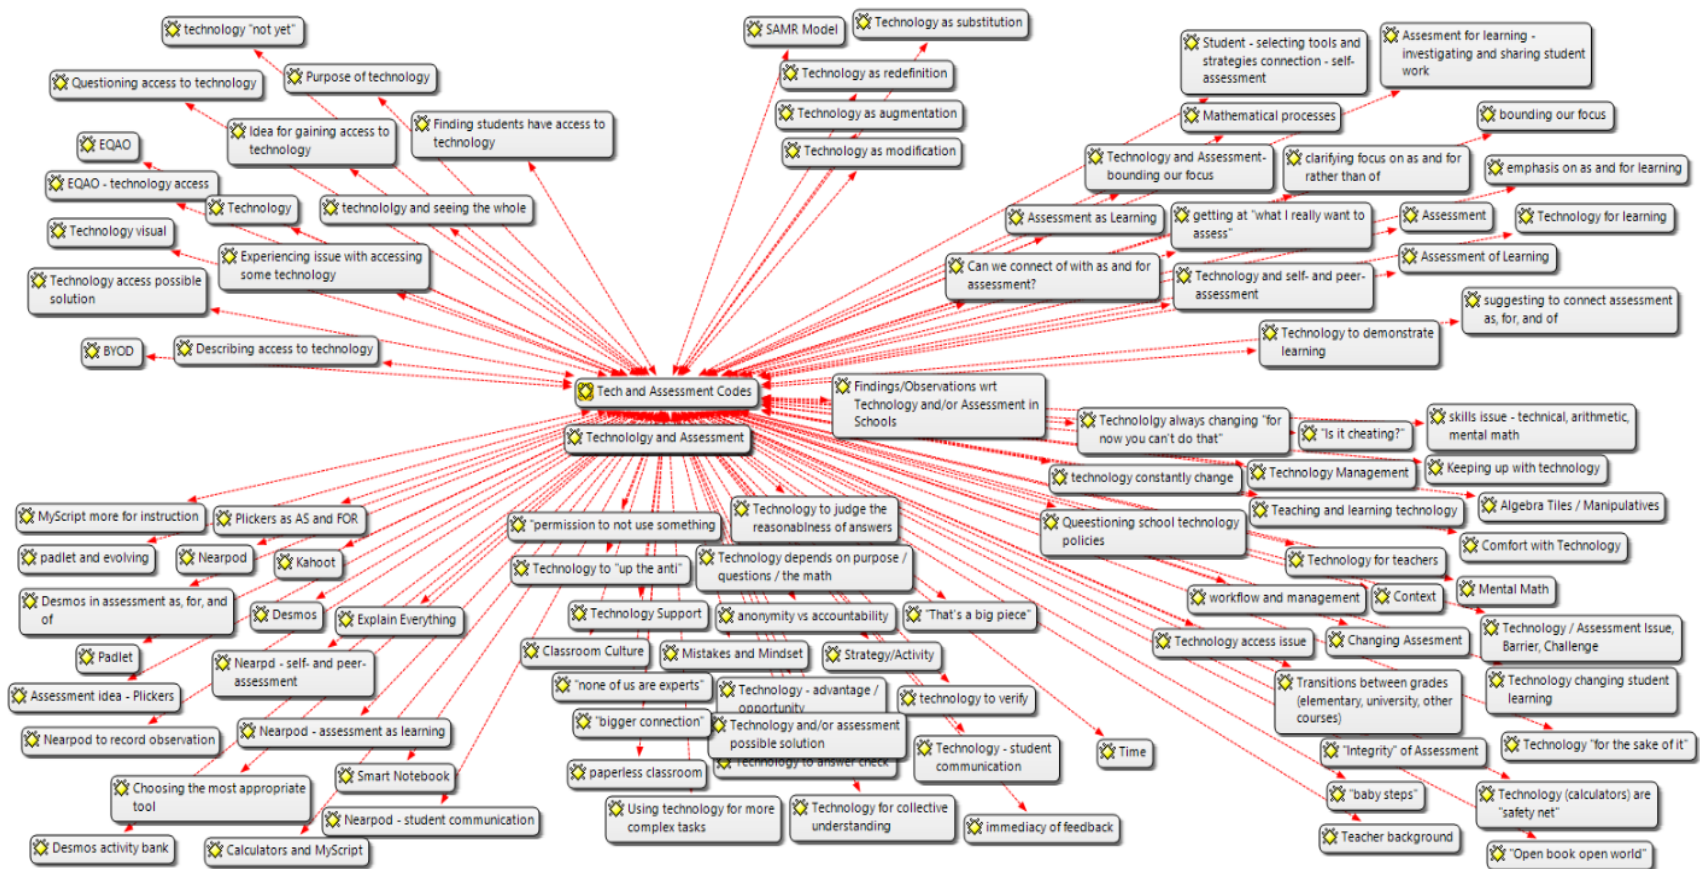 technology "not yet"
Questioning access to technology
Purpose of technology
Idea for gaining access to
technology
Finding students have access to
technology
EQAO
EQAO - technology access
Technology
technololgy and seeing the whole
Technology visual
Experiencing issue with accessing
some technology
Technology access possible
solution
BYOD
Describing access to technology
SAMR Model
Technology as substitution
Technology as redefinition
Technology as augmentation
Technology as modification
Student - selecting tools and
strategies connection - self-
assessment
Assesment for learning -
investigating and sharing student
work
Mathematical processes
bounding our focus
Technology and Assessment-
bounding our focus
clarifying focus on as and for
rather than of
emphasis on as and for learning
Assessment as Learning
getting at "what I really want to
assess"
Assessment
Technology for learning
Can we connect of with as and for
assessment?
Technology and self- and peer-
assessment
Assessment of Learning
suggesting to connect assessment
as, for, and of
Technology to demonstrate
learning
Tech and Assessment Codes
Technololgy and Assessment
Findings/Observations wrt
Technology and/or Assessment in
Schools
Technololgy always changing "for
now you can't do that"
"Is it cheating?"
skills issue - technical, arithmetic,
mental math
technology constantly change
Technology Management
Keeping up with technology
Queestioning school technology
policies
Teaching and learning technology
Algebra Tiles / Manipulatives
Comfort with Technology
Technology for teachers
workflow and management
Context
Mental Math
Technology access issue
Changing Assesment
Technology / Assessment Issue,
Barrier, Challenge
Transitions between grades
(elementary, university, other
courses)
Technology changing student
learning
"Integrity" of Assessment
Technology "for the sake of it"
"baby steps"
Technology (calculators) are
"safety net"
Teacher background
"Open book open world"
MyScript more for instruction
Plickers as AS and FOR
padlet and evolving
Nearpod
Kahoot
Desmos in assessment as, for, and
of
Desmos
Explain Everything
Padlet
Nearpd - self- and peer-
assessment
Assessment idea - Plickers
Nearpod to record observation
Nearpod - assessment as learning
Choosing the most appropriate
tool
Smart Notebook
Nearpod - student communication
Desmos activity bank
Calculators and MyScript
"permission to not use something
Technology to judge the
reasonablness of answers
Technology to "up the anti"
Technology depends on purpose /
questions / the math
Technology Support
anonymity vs accountability
"That's a big piece"
Classroom Culture
Mistakes and Mindset
Strategy/Activity
"none of us are experts"
Technology - advantage /
opportunity
technology to verify
"bigger connection"
Technology and/or assessment
possible solution
Technology to answer check
Technology - student
communication
Time
paperless classroom
Using technology for more
complex tasks
Technology for collective
understanding
immediacy of feedback